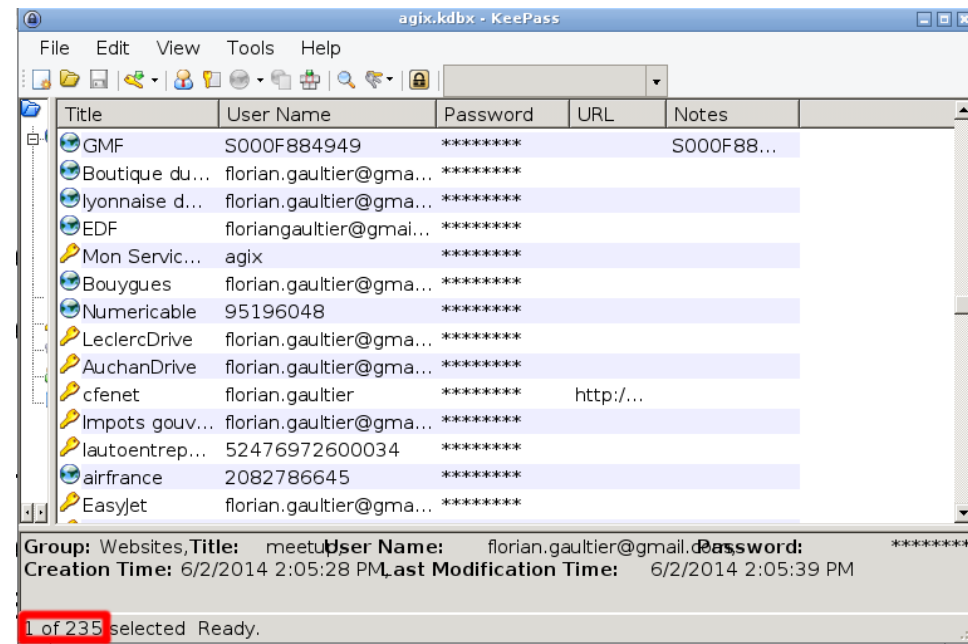 agix.kdbx - KeePass
File Edit View Tools Help
Title User Name Password URL Notes
GMF S000F884949 ******** S000F88...
Boutique du... florian.gaultier@gma... ********
lyonnaise d... florian.gaultier@gma... ********
EDF floriangaultier@gmai... ********
Mon Servic... agix ********
Bouygues florian.gaultier@gma... ********
Numericable 95196048 ********
LeclercDrive florian.gaultier@gma... ********
AuchanDrive florian.gaultier@gma... ********
cfenet florian.gaultier ******** http:/...
Impots gouv... florian.gaultier@gma... ********
lautoentrep... 52476972600034 ********
airfrance 2082786645 ********
EasyJet florian.gaultier@gma... ********
Group: Websites, Title: meetup, User Name: florian.gaultier@gmail.com, Password: ********
Creation Time: 6/2/2014 2:05:28 PM, Last Modification Time: 6/2/2014 2:05:39 PM
1 of 235 selected Ready.